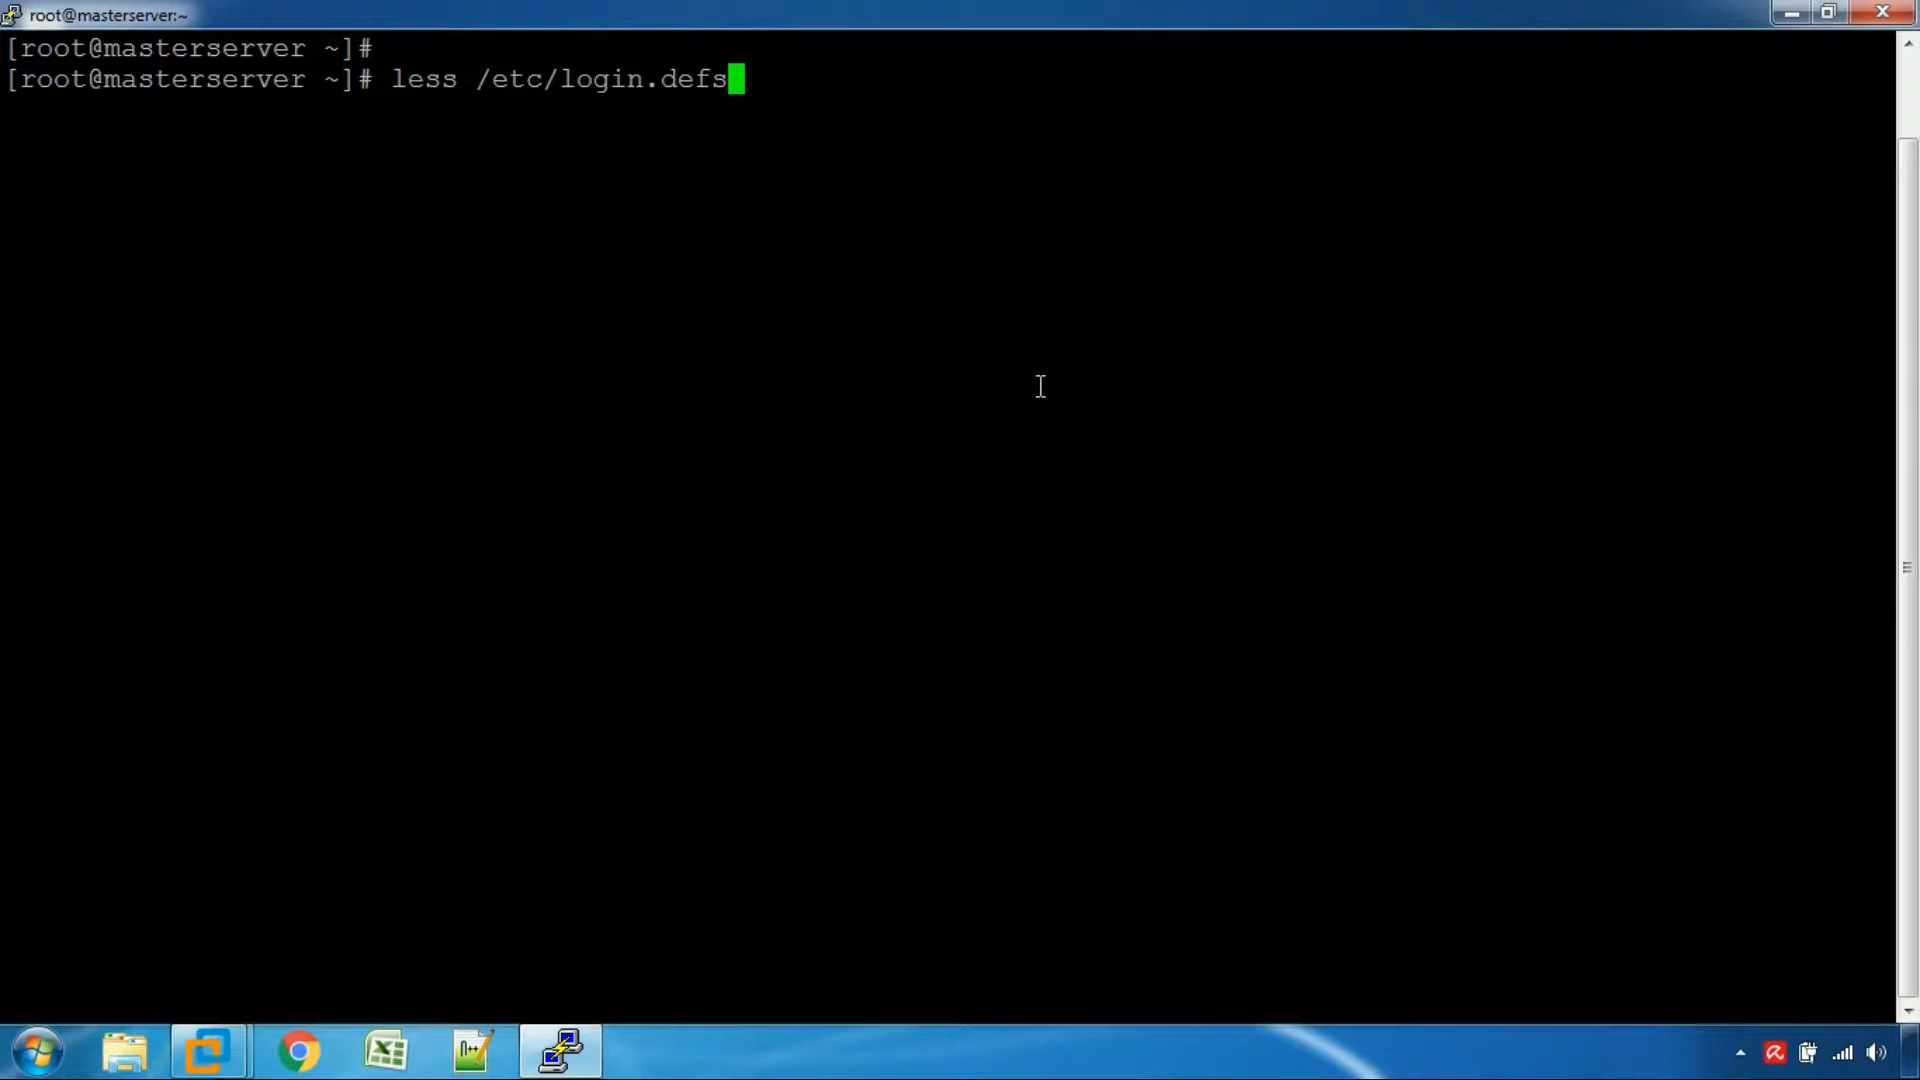 root@masterserver:~
[root@masterserver ~]#
[root@masterserver ~]# less /etc/login.defs